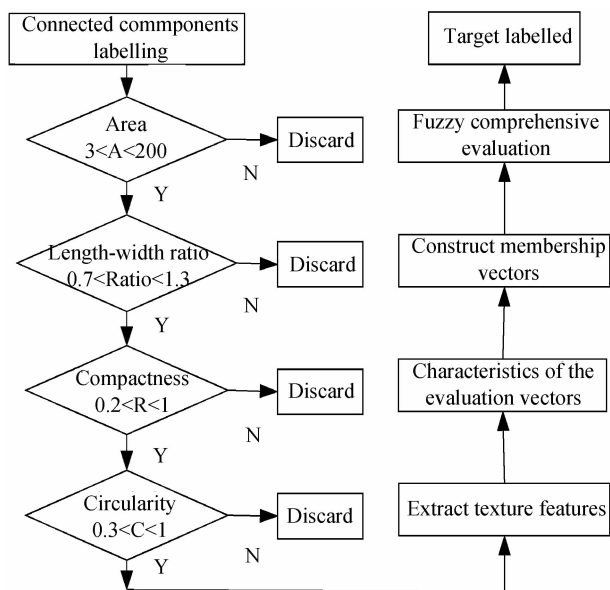 Connected commponents
labelling
Area
3<A<200
Discard
N
Y
Length-width ratio
0.7<Ratio<1.3
Discard
N
Y
Compactness
0.2<R<1
Discard
N
Y
Circularity
0.3<C<1
Discard
N
Y
Extract texture features
Characteristics of the
evaluation vectors
Construct membership
vectors
Fuzzy comprehensive
evaluation
Target labelled